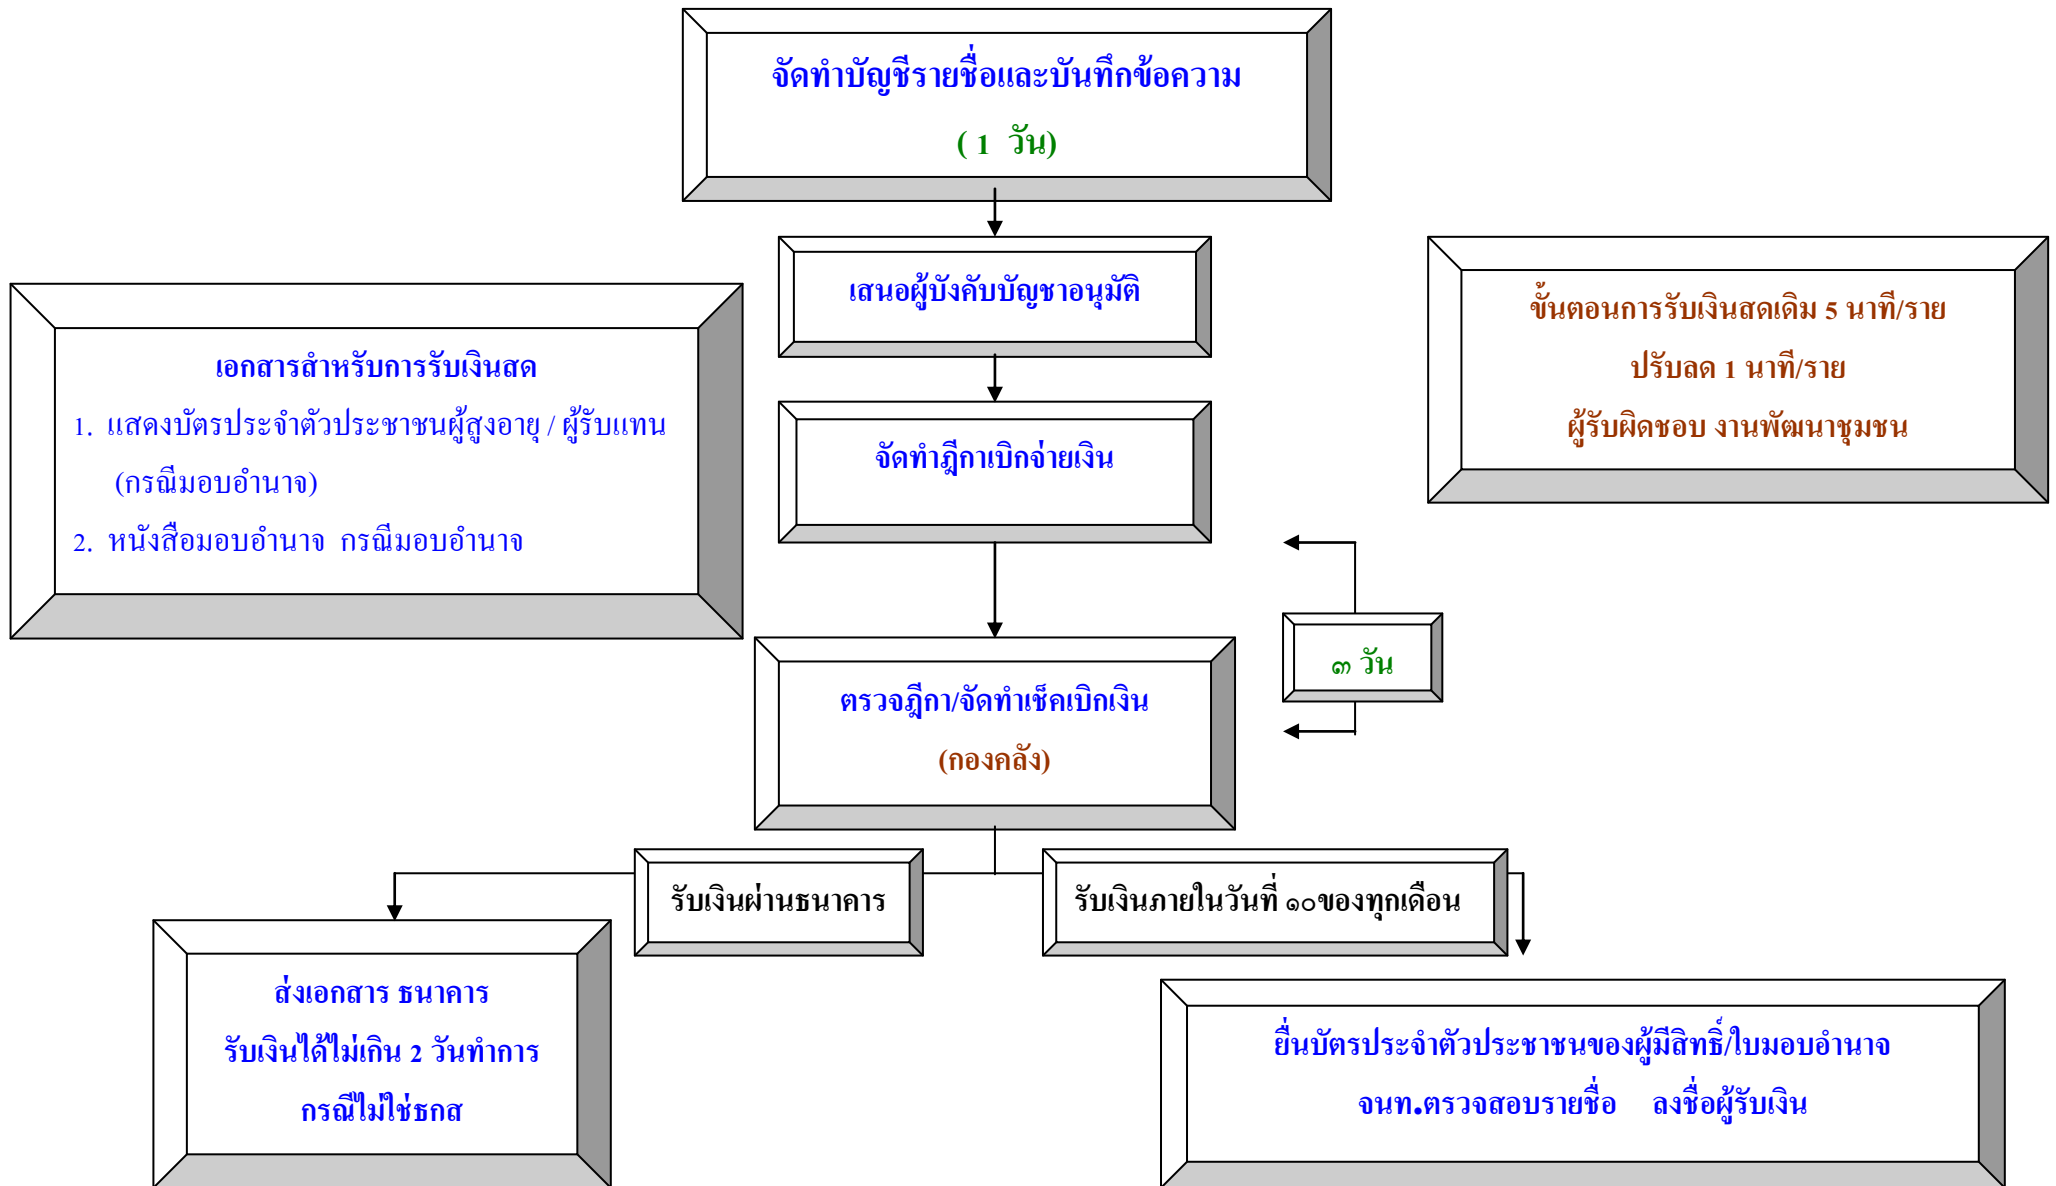 จัดทำบัญชีรายชื่อและบันทึกข้อความ
( 1 วัน)
เสนอผู้บังคับบัญชาอนุมัติ
ขั้นตอนการรับเงินสดเดิม 5 นาที/ราย
ปรับลด 1 นาที/ราย
ผู้รับผิดชอบ งานพัฒนาชุมชน
เอกสารสำหรับการรับเงินสด
1. แสดงบัตรประจำตัวประชาชนผู้สูงอายุ / ผู้รับแทน
(กรณีมอบอำนาจ)
2. หนังสือมอบอำนาจ กรณีมอบอำนาจ
จัดทำฎีกาเบิกจ่ายเงิน
๓ วัน
ตรวจฎีกา/จัดทำเช็คเบิกเงิน
(กองคลัง)
รับเงินผ่านธนาคาร
รับเงินภายในวันที่ ๑๐ของทุกเดือน
ส่งเอกสาร ธนาคาร
รับเงินได้ไม่เกิน 2 วันทำการ
กรณีไม่ใช่ธกส
ยื่นบัตรประจำตัวประชาชนของผู้มีสิทธิ์/ใบมอบอำนาจ
จนท.ตรวจสอบรายชื่อ ลงชื่อผู้รับเงิน